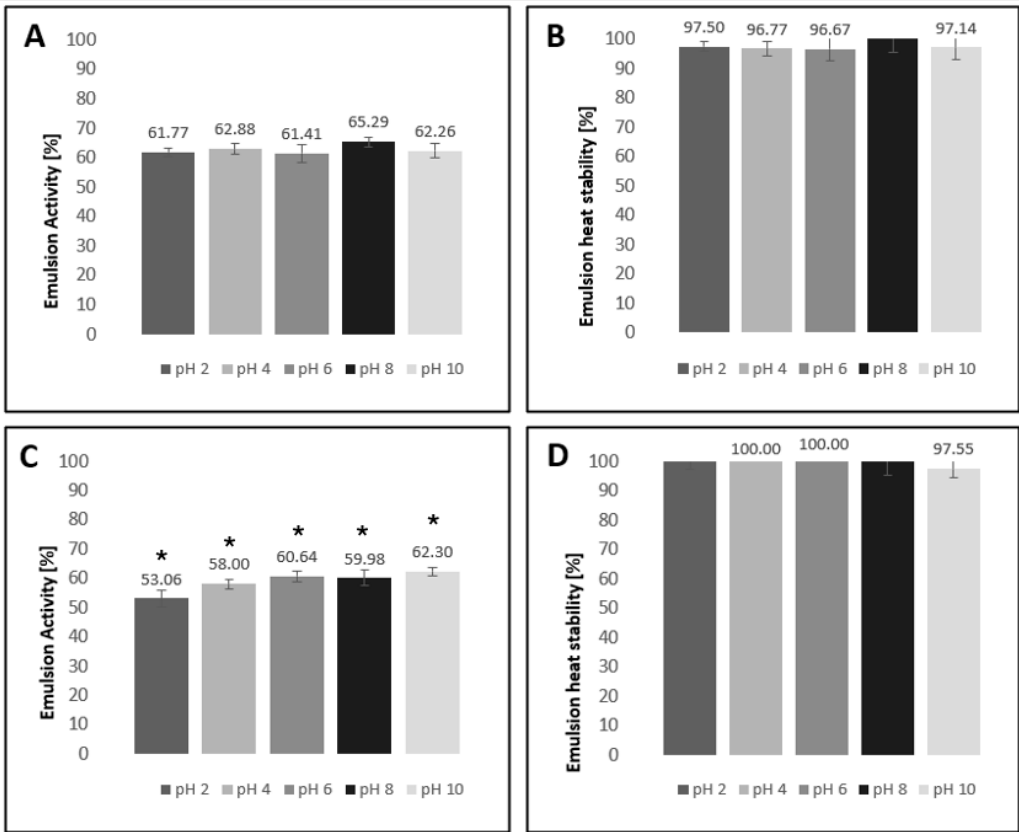 A
Emulsion Activity [%]
100
90
80
70
60
50
40
30
20
10
0
61.77 62.88 61.41 65.29 62.26
pH 2 pH 4 pH 6 pH 8 pH 10
B
Emulsion heat stability [%]
100
90
80
70
60
50
40
30
20
10
0
97.50 96.77 96.67 97.14
pH 2 pH 4 pH 6 pH 8 pH 10
C
Emulsion Activity [%]
100
90
80
70
60
50
40
30
20
10
0
* * * * *
53.06 58.00 60.64 59.98 62.30
pH 2 pH 4 pH 6 pH 8 pH 10
D
Emulsion heat stability [%]
100
90
80
70
60
50
40
30
20
10
0
100.00 100.00 97.55
pH 2 pH 4 pH 6 pH 8 pH 10